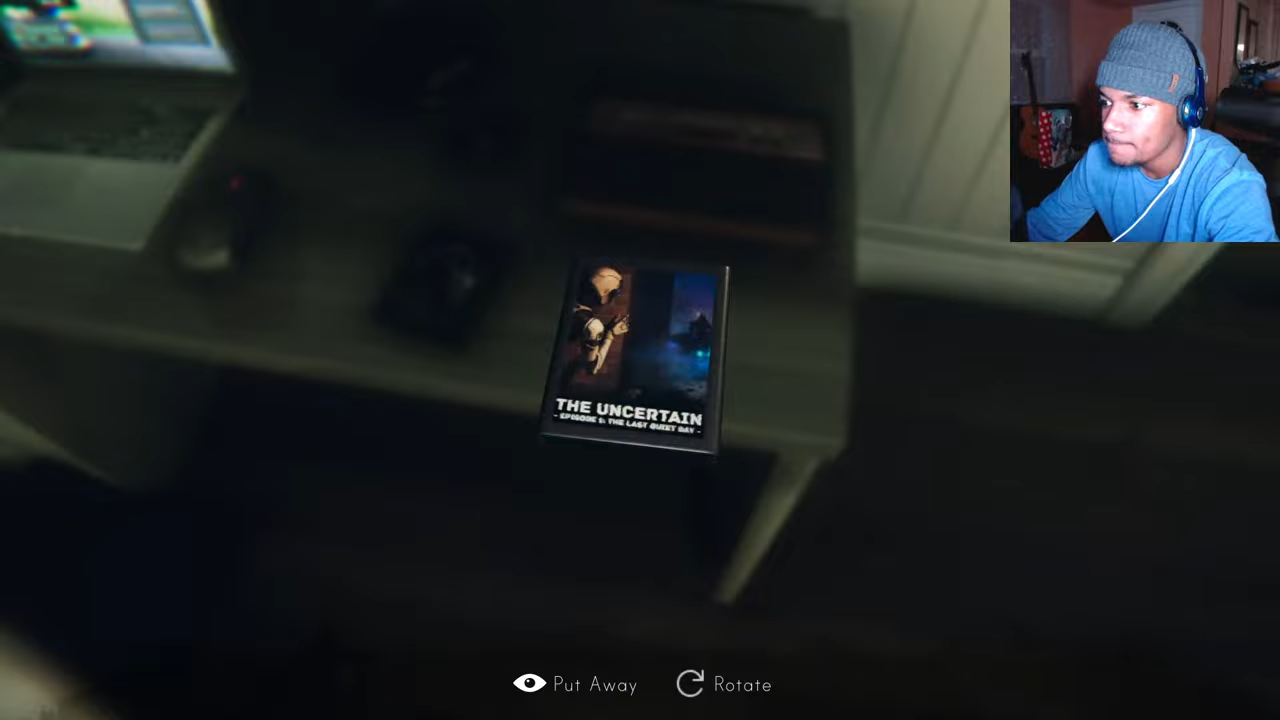 THE UNCERTAIN
- EPISODE 1: THE LAST QUIET DAY -
Put Away
Rotate